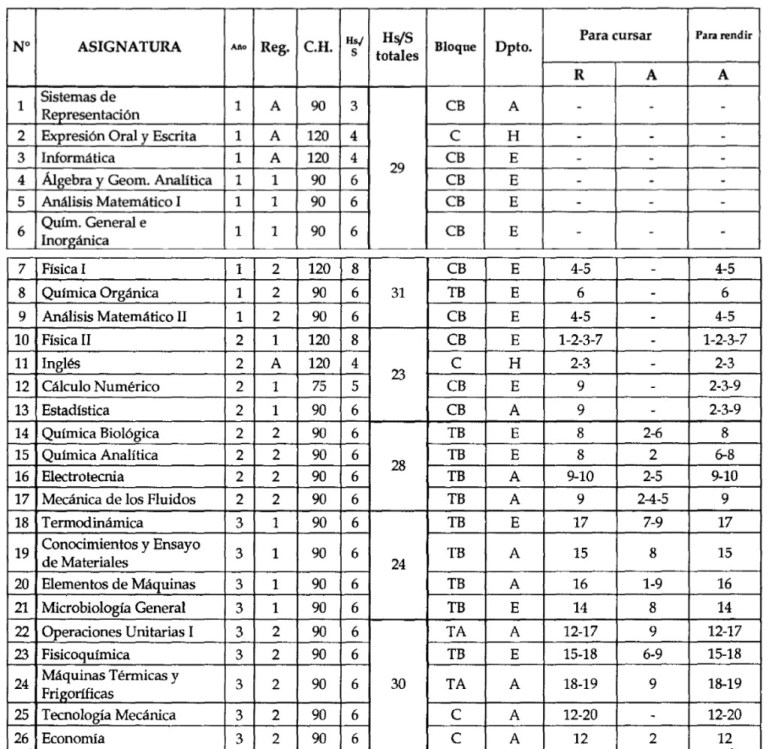 N° ASIGNATURA Año Reg. C.H. Hs/S Hs/S totales Bloque Dpto. Para cursar Para rendir
R A A
1 Sistemas de Representación 1 A 90 3 29 CB A - - -
2 Expresión Oral y Escrita 1 A 120 4 C H - - -
3 Informática 1 A 120 4 CB E - - -
4 Álgebra y Geom. Analítica 1 1 90 6 CB E - - -
5 Análisis Matemático I 1 1 90 6 CB E - - -
6 Quím. General e Inorgánica 1 1 90 6 CB E - - -
7 Física I 1 2 120 8 31 CB E 4-5 - 4-5
8 Química Orgánica 1 2 90 6 TB E 6 - 6
9 Análisis Matemático II 1 2 90 6 CB E 4-5 - 4-5
10 Física II 2 1 120 8 23 CB E 1-2-3-7 - 1-2-3-7
11 Inglés 2 A 120 4 C H 2-3 - 2-3
12 Cálculo Numérico 2 1 75 5 CB E 9 - 2-3-9
13 Estadística 2 1 90 6 CB A 9 - 2-3-9
14 Química Biológica 2 2 90 6 28 TB E 8 2-6 8
15 Química Analítica 2 2 90 6 TB E 8 2 6-8
16 Electrotecnia 2 2 90 6 TB A 9-10 2-5 9-10
17 Mecánica de los Fluidos 2 2 90 6 TB A 9 2-4-5 9
18 Termodinámica 3 1 90 6 24 TB E 17 7-9 17
19 Conocimientos y Ensayo de Materiales 3 1 90 6 TB A 15 8 15
20 Elementos de Máquinas 3 1 90 6 TB A 16 1-9 16
21 Microbiología General 3 1 90 6 TB E 14 8 14
22 Operaciones Unitarias I 3 2 90 6 30 TA A 12-17 9 12-17
23 Fisicoquímica 3 2 90 6 TB E 15-18 6-9 15-18
24 Máquinas Térmicas y Frigoríficas 3 2 90 6 TA A 18-19 9 18-19
25 Tecnología Mecánica 3 2 90 6 C A 12-20 - 12-20
26 Economía 3 2 90 6 C A 12 2 12